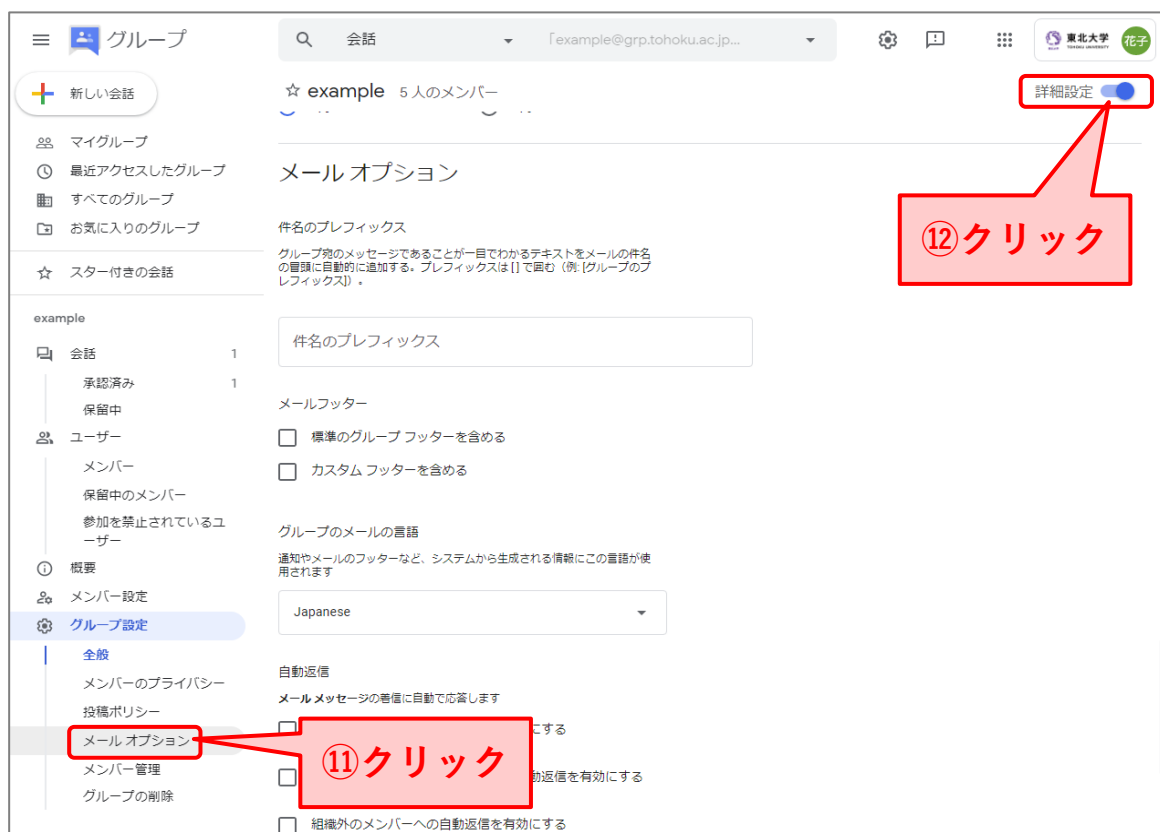 グループ
会話
「example@grp.tohoku.ac.jp...
東北大学
TOHOKU UNIVERSITY
花子
新しい会話
example 5 人のメンバー
詳細設定
マイグループ
最近アクセスしたグループ
すべてのグループ
お気に入りのグループ
スター付きの会話
example
会話 1
承認済み 1
保留中
ユーザー
メンバー
保留中のメンバー
参加を禁止されているユ
ーザー
概要
メンバー設定
グループ設定
全般
メンバーのプライバシー
投稿ポリシー
メール オプション
メンバー管理
グループの削除
メール オプション
件名のプレフィックス
グループ宛のメッセージであることが一目でわかるテキストをメールの件名
の冒頭に自動的に追加する。プレフィックスは [] で囲む（例: [グループのプ
レフィックス]）。
件名のプレフィックス
メールフッター
標準のグループ フッターを含める
カスタム フッターを含める
グループのメールの言語
通知やメールのフッターなど、システムから生成される情報にこの言語が使
用されます
Japanese
自動返信
メール メッセージの着信に自動で応答します
にする
動返信を有効にする
組織外のメンバーへの自動返信を有効にする
⑪クリック
⑫クリック